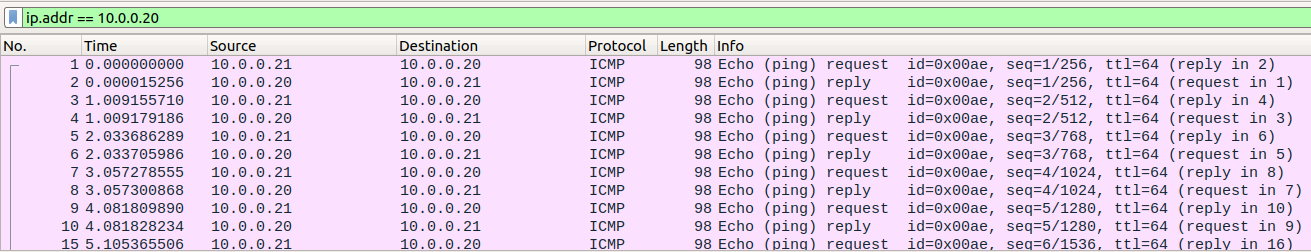 ip.addr == 10.0.0.20
No. Time Source Destination Protocol Length Info
1 0.000000000 10.0.0.21 10.0.0.20 ICMP 98 Echo (ping) request id=0x00ae, seq=1/256, ttl=64 (reply in 2)
2 0.000015256 10.0.0.20 10.0.0.21 ICMP 98 Echo (ping) reply id=0x00ae, seq=1/256, ttl=64 (request in 1)
3 1.009155710 10.0.0.21 10.0.0.20 ICMP 98 Echo (ping) request id=0x00ae, seq=2/512, ttl=64 (reply in 4)
4 1.009179186 10.0.0.20 10.0.0.21 ICMP 98 Echo (ping) reply id=0x00ae, seq=2/512, ttl=64 (request in 3)
5 2.033686289 10.0.0.21 10.0.0.20 ICMP 98 Echo (ping) request id=0x00ae, seq=3/768, ttl=64 (reply in 6)
6 2.033705986 10.0.0.20 10.0.0.21 ICMP 98 Echo (ping) reply id=0x00ae, seq=3/768, ttl=64 (request in 5)
7 3.057278555 10.0.0.21 10.0.0.20 ICMP 98 Echo (ping) request id=0x00ae, seq=4/1024, ttl=64 (reply in 8)
8 3.057300868 10.0.0.20 10.0.0.21 ICMP 98 Echo (ping) reply id=0x00ae, seq=4/1024, ttl=64 (request in 7)
9 4.081809890 10.0.0.21 10.0.0.20 ICMP 98 Echo (ping) request id=0x00ae, seq=5/1280, ttl=64 (reply in 10)
10 4.081828234 10.0.0.20 10.0.0.21 ICMP 98 Echo (ping) reply id=0x00ae, seq=5/1280, ttl=64 (request in 9)
15 5.105365506 10.0.0.21 10.0.0.20 ICMP 98 Echo (ping) request id=0x00ae, seq=6/1536, ttl=64 (reply in 16)